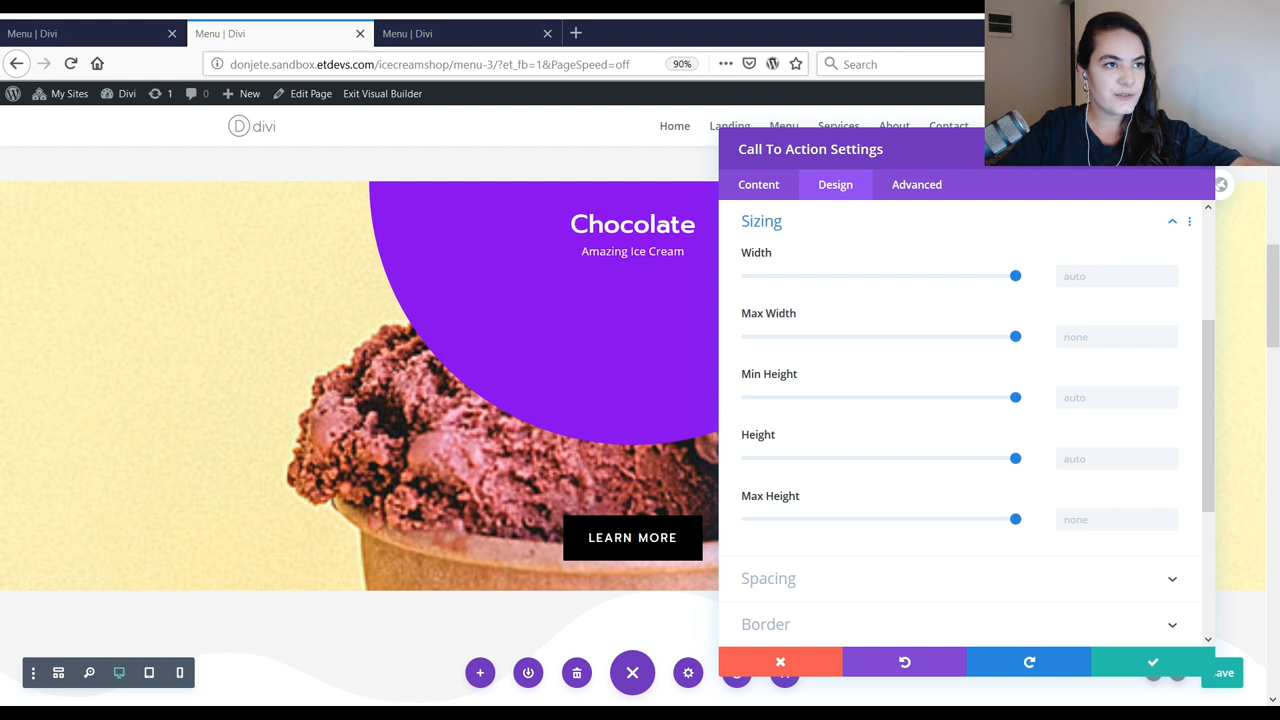 Menu | Divi
Menu | Divi
Menu | Divi
donjete.sandbox.etdevs.com/icecreamshop/menu-3/?et_fb=1&PageSpeed=off
90%
Search
My Sites
Divi
1
0
New
Edit Page
Exit Visual Builder
D divi
Home
Landing
Menu
Services
About
Contact
Call To Action Settings
Content
Design
Advanced
Chocolate
Amazing Ice Cream
LEARN MORE
Sizing
Width
auto
Max Width
none
Min Height
auto
Height
auto
Max Height
none
Spacing
Border
ave